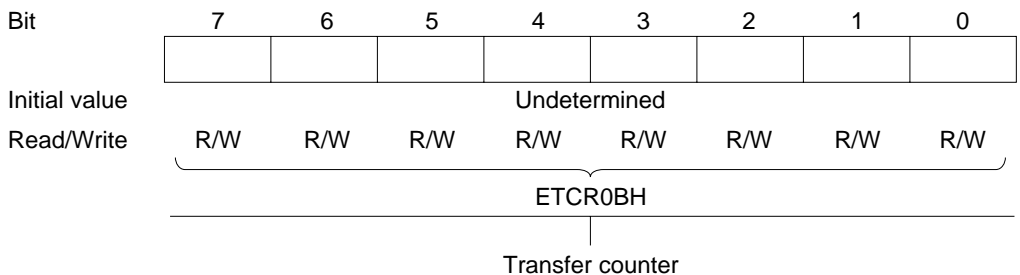 Bit 7 6 5 4 3 2 1 0
Initial value Undetermined
Read/Write R/W R/W R/W R/W R/W R/W R/W R/W
ETCR0BH
Transfer counter